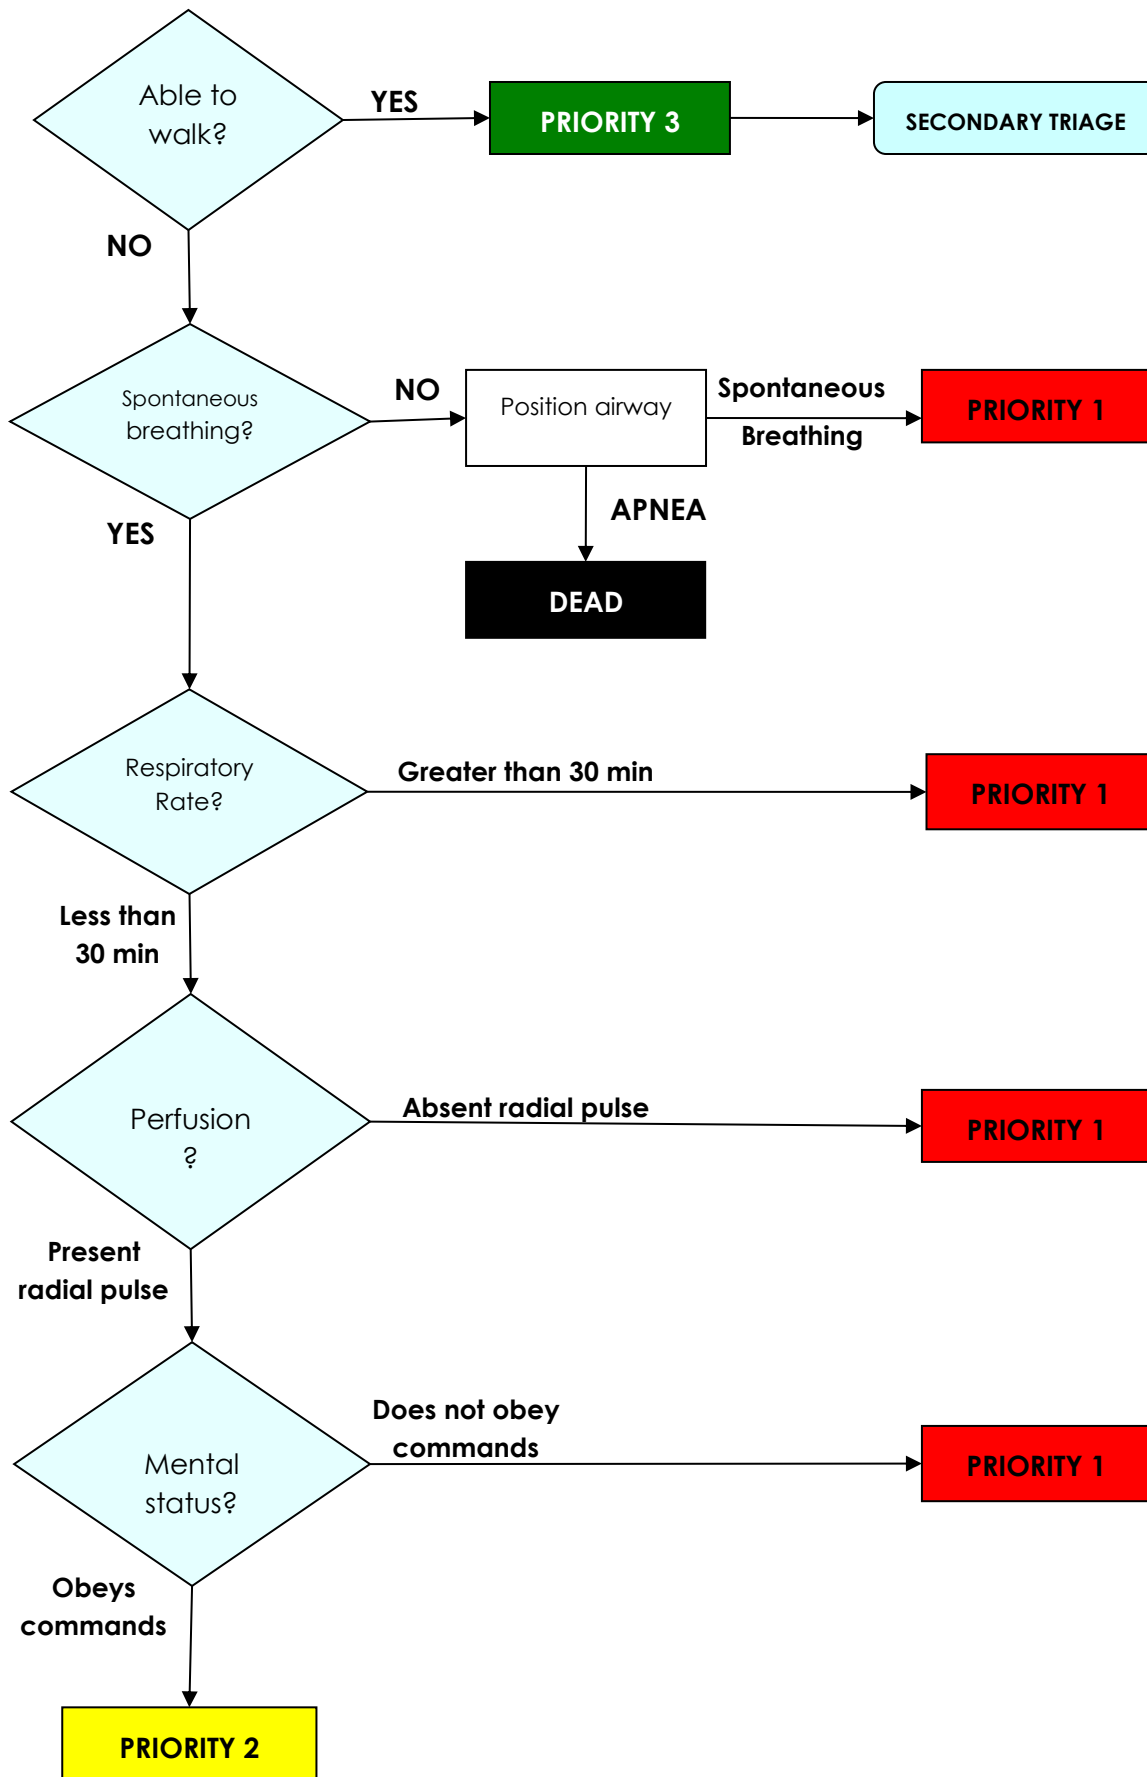 Able to
walk?
YES
PRIORITY 3
SECONDARY TRIAGE
NO
Spontaneous
breathing?
NO
Position airway
Spontaneous
Breathing
PRIORITY 1
YES
APNEA
DEAD
Respiratory
Rate?
Greater than 30 min
PRIORITY 1
Less than
30 min
Perfusion
?
Absent radial pulse
PRIORITY 1
Present
radial pulse
Mental
status?
Does not obey
commands
PRIORITY 1
Obeys
commands
PRIORITY 2